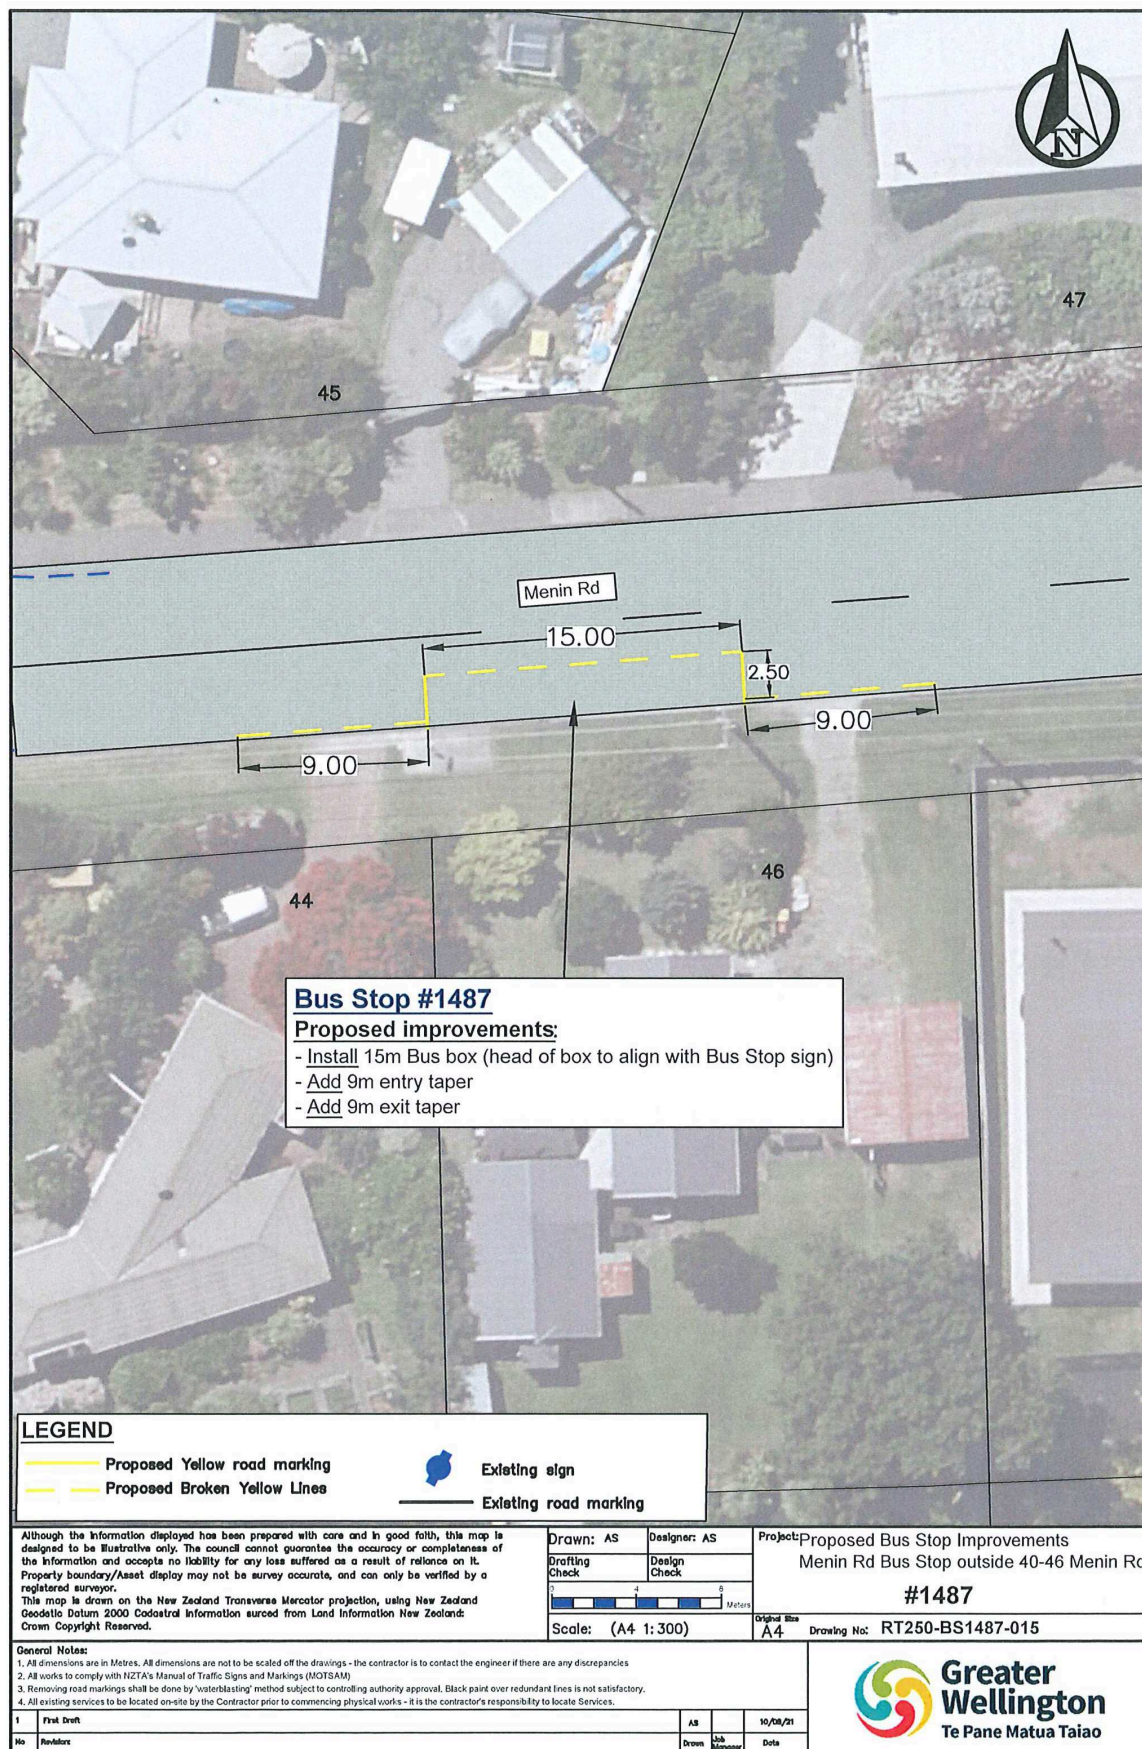 N
47
45
Menin Rd
15.00
2.50
9.00
9.00
46
44
Bus Stop #1487
Proposed improvements:
- Install 15m Bus box (head of box to align with Bus Stop sign)
- Add 9m entry taper
- Add 9m exit taper
LEGEND
Proposed Yellow road marking
Proposed Broken Yellow Lines
Existing sign
Existing road marking
Although the information displayed has been prepared with care and in good faith, this map is
designed to be illustrative only. The council cannot guarantee the accuracy or completeness of
the information and accepts no liability for any loss suffered as a result of reliance on it.
Property boundary/Asset display may not be survey accurate, and can only be verified by a
registered surveyor.
This map is drawn on the New Zealand Transverse Mercator projection, using New Zealand
Geodetic Datum 2000 Cadastral information surced from Land Information New Zealand:
Crown Copyright Reserved.
Drawn: AS
Designer: AS
Drafting
Check
Design
Check
0 4 8
Meters
Scale: (A4 1:300)
Project: Proposed Bus Stop Improvements
Menin Rd Bus Stop outside 40-46 Menin Rd
#1487
Original Size
A4
Drawing No: RT250-BS1487-015
General Notes:
1. All dimensions are in Metres. All dimensions are not to be scaled off the drawings - the contractor is to contact the engineer if there are any discrepancies
2. All works to comply with NZTA's Manual of Traffic Signs and Markings (MOTSAM)
3. Removing road markings shall be done by 'waterblasting' method subject to controlling authority approval. Black paint over redundant lines is not satisfactory.
4. All existing services to be located on-site by the Contractor prior to commencing physical works - it is the contractor's responsibility to locate Services.
1 First Draft AS 10/08/21
No Revisions Drawn Job Manager Date
Greater
Wellington
Te Pane Matua Taiao